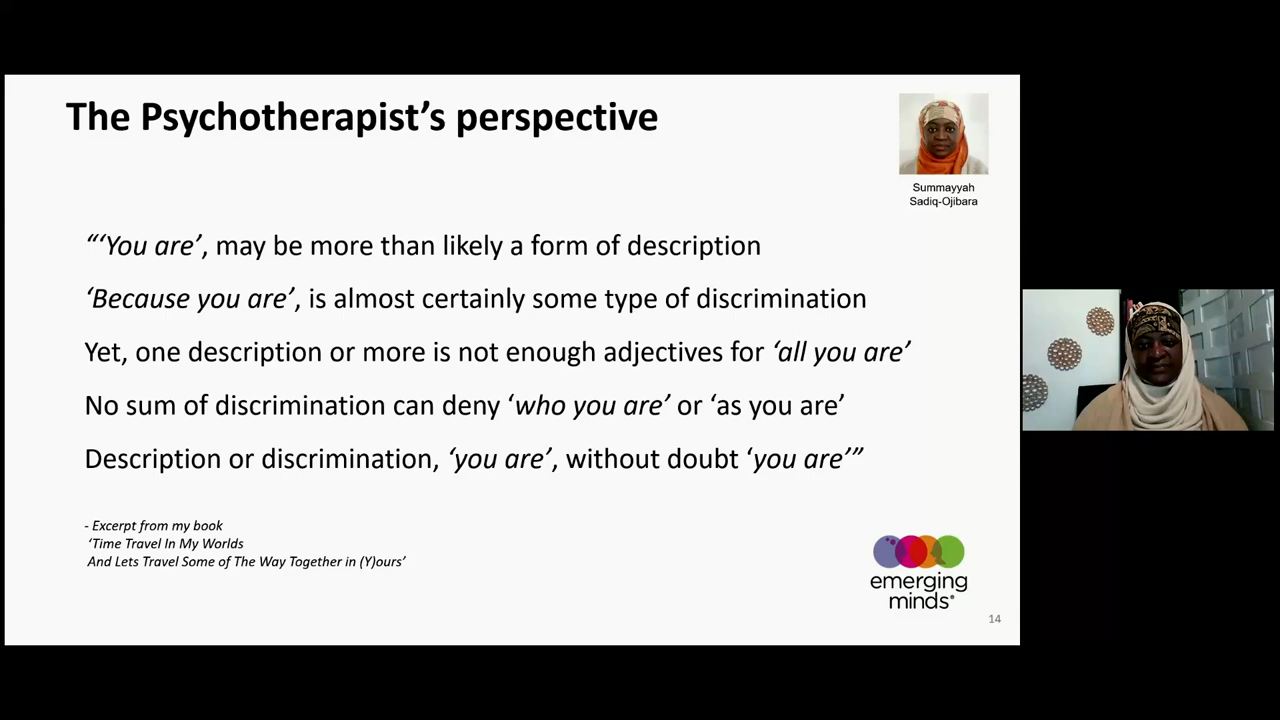 The Psychotherapist’s perspective
Summayyah
Sadiq-Ojibara
“‘You are’, may be more than likely a form of description
‘Because you are’, is almost certainly some type of discrimination
Yet, one description or more is not enough adjectives for ‘all you are’
No sum of discrimination can deny ‘who you are’ or ‘as you are’
Description or discrimination, ‘you are’, without doubt ‘you are’”
- Excerpt from my book
‘Time Travel In My Worlds
And Lets Travel Some of The Way Together in (Y)ours’
emerging
minds
14